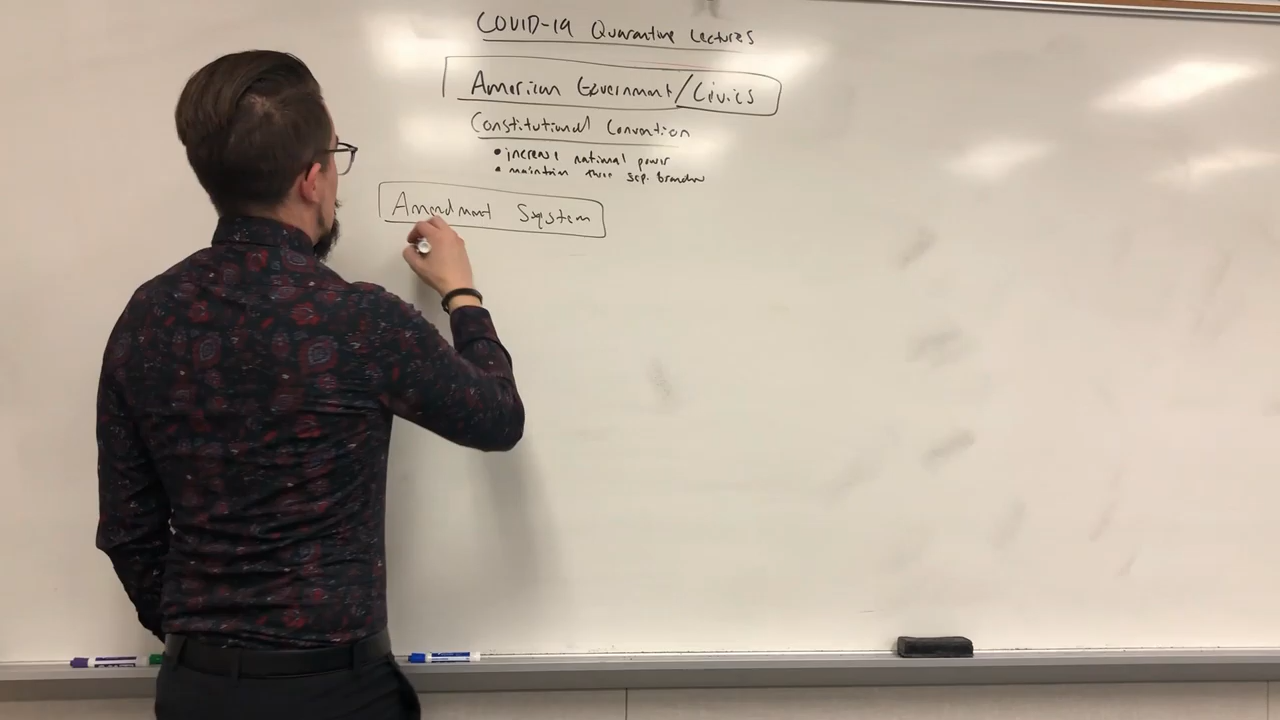 COVID-19 Quarantine Lectures
American Government/Civics
Constitutional Convention
• increase national power
• maintain three sep. branches
Amendment System